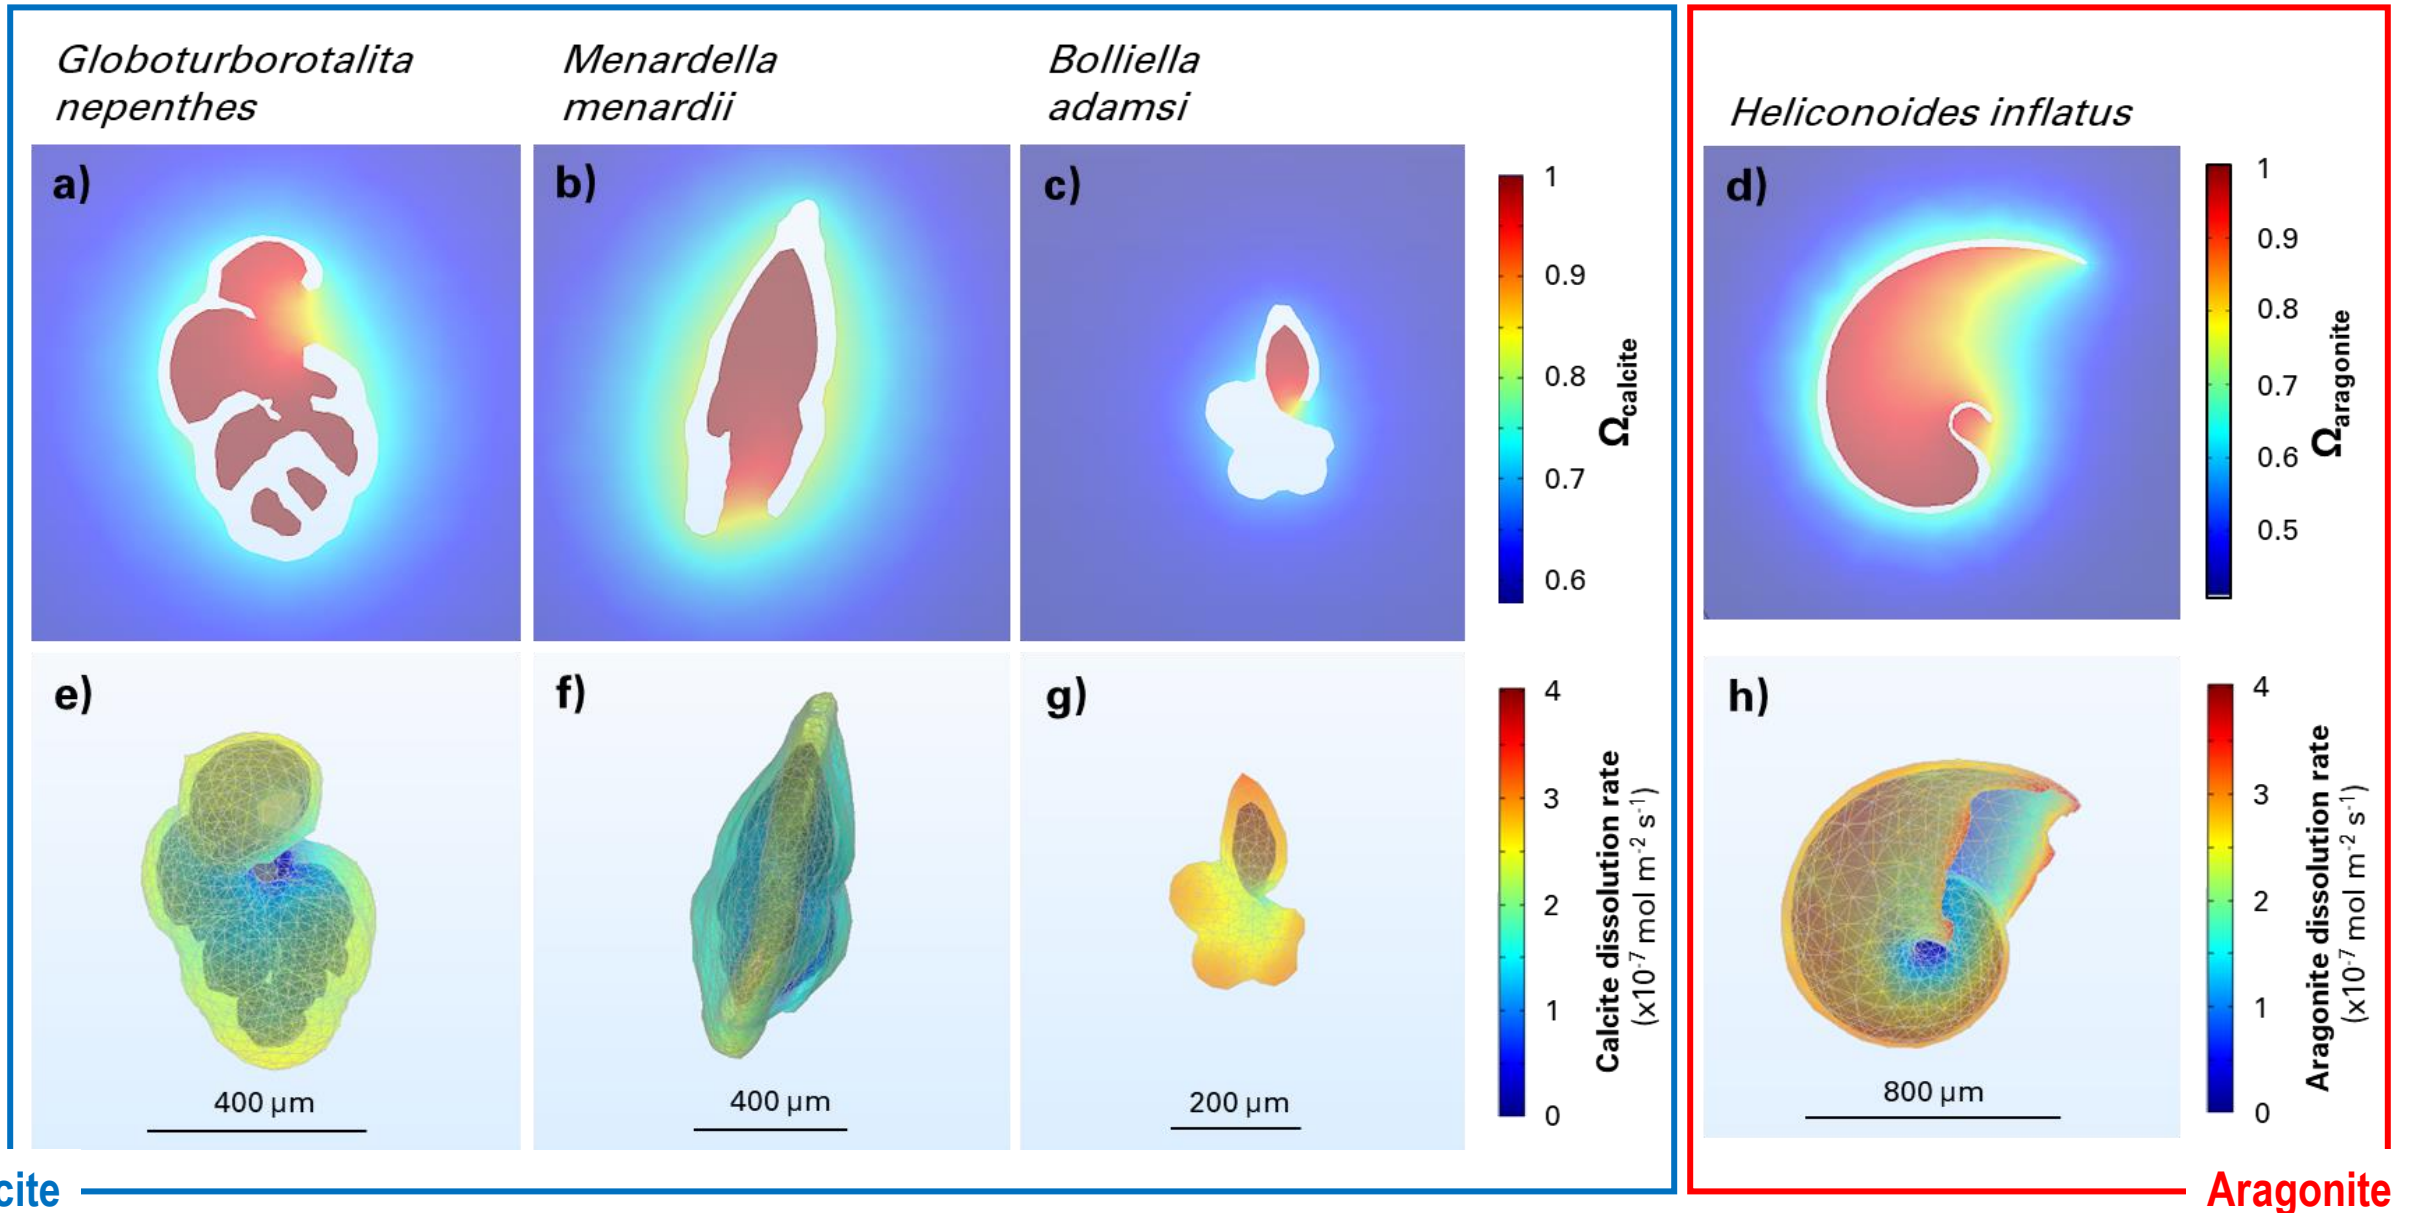 Globoturborotalita
nepenthes
Menardella
menardii
Bolliella
adamsi
Heliconoides inflatus
a)
b)
c)
1
0.9
0.8
0.7
0.6
Ωcalcite
d)
1
0.9
0.8
0.7
0.6
0.5
Ωaragonite
e)
400 µm
f)
400 µm
g)
200 µm
4
3
2
1
0
Calcite dissolution rate
(x10⁻⁷ mol m⁻² s⁻¹)
h)
800 µm
4
3
2
1
0
Aragonite dissolution rate
(x10⁻⁷ mol m⁻² s⁻¹)
cite
Aragonite